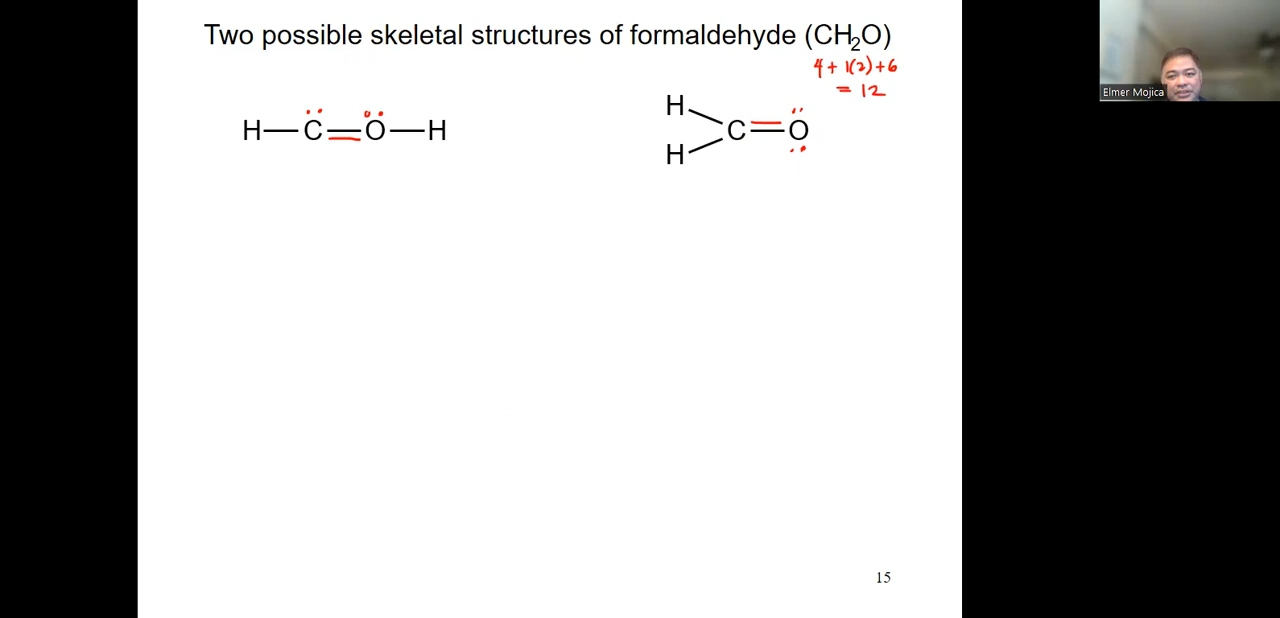 Two possible skeletal structures of formaldehyde (CH₂O)
4 + 1(2) + 6
= 12
H—C=O—H
H
C=O
H
Elmer Mojica
15